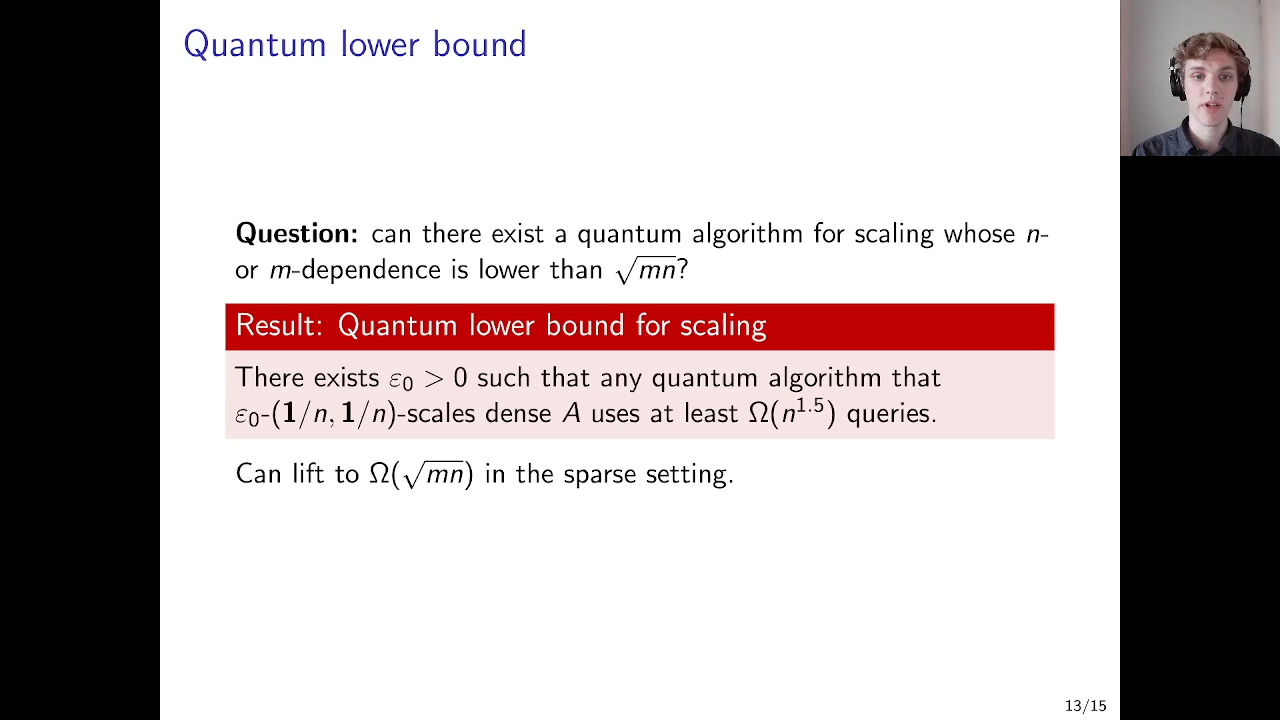 Quantum lower bound
Question: can there exist a quantum algorithm for scaling whose n-
or m-dependence is lower than √mn?
Result: Quantum lower bound for scaling
There exists ε₀ > 0 such that any quantum algorithm that
ε₀-(1/n, 1/n)-scales dense A uses at least Ω(n^1.5) queries.
Can lift to Ω(√mn) in the sparse setting.
13/15